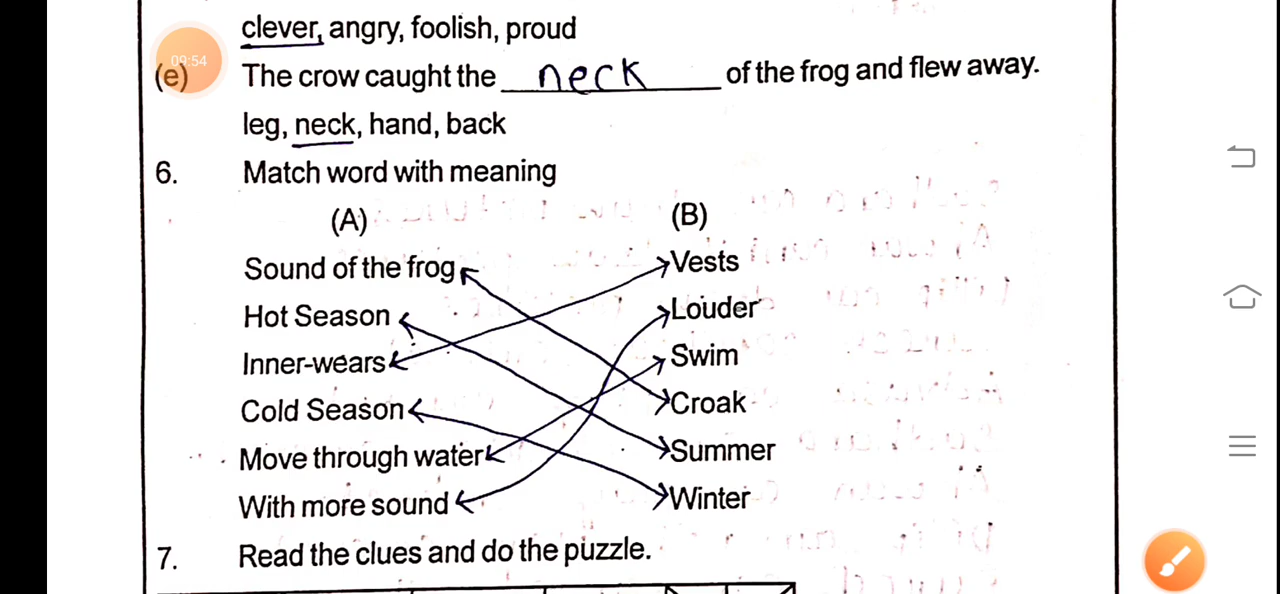 clever, angry, foolish, proud
09:54
(e) The crow caught the neck of the frog and flew away.
leg, neck, hand, back
6. Match word with meaning
(A) (B)
Sound of the frog Vests
Hot Season Louder
Inner-wears Swim
Cold Season Croak
Move through water Summer
With more sound Winter
7. Read the clues and do the puzzle.